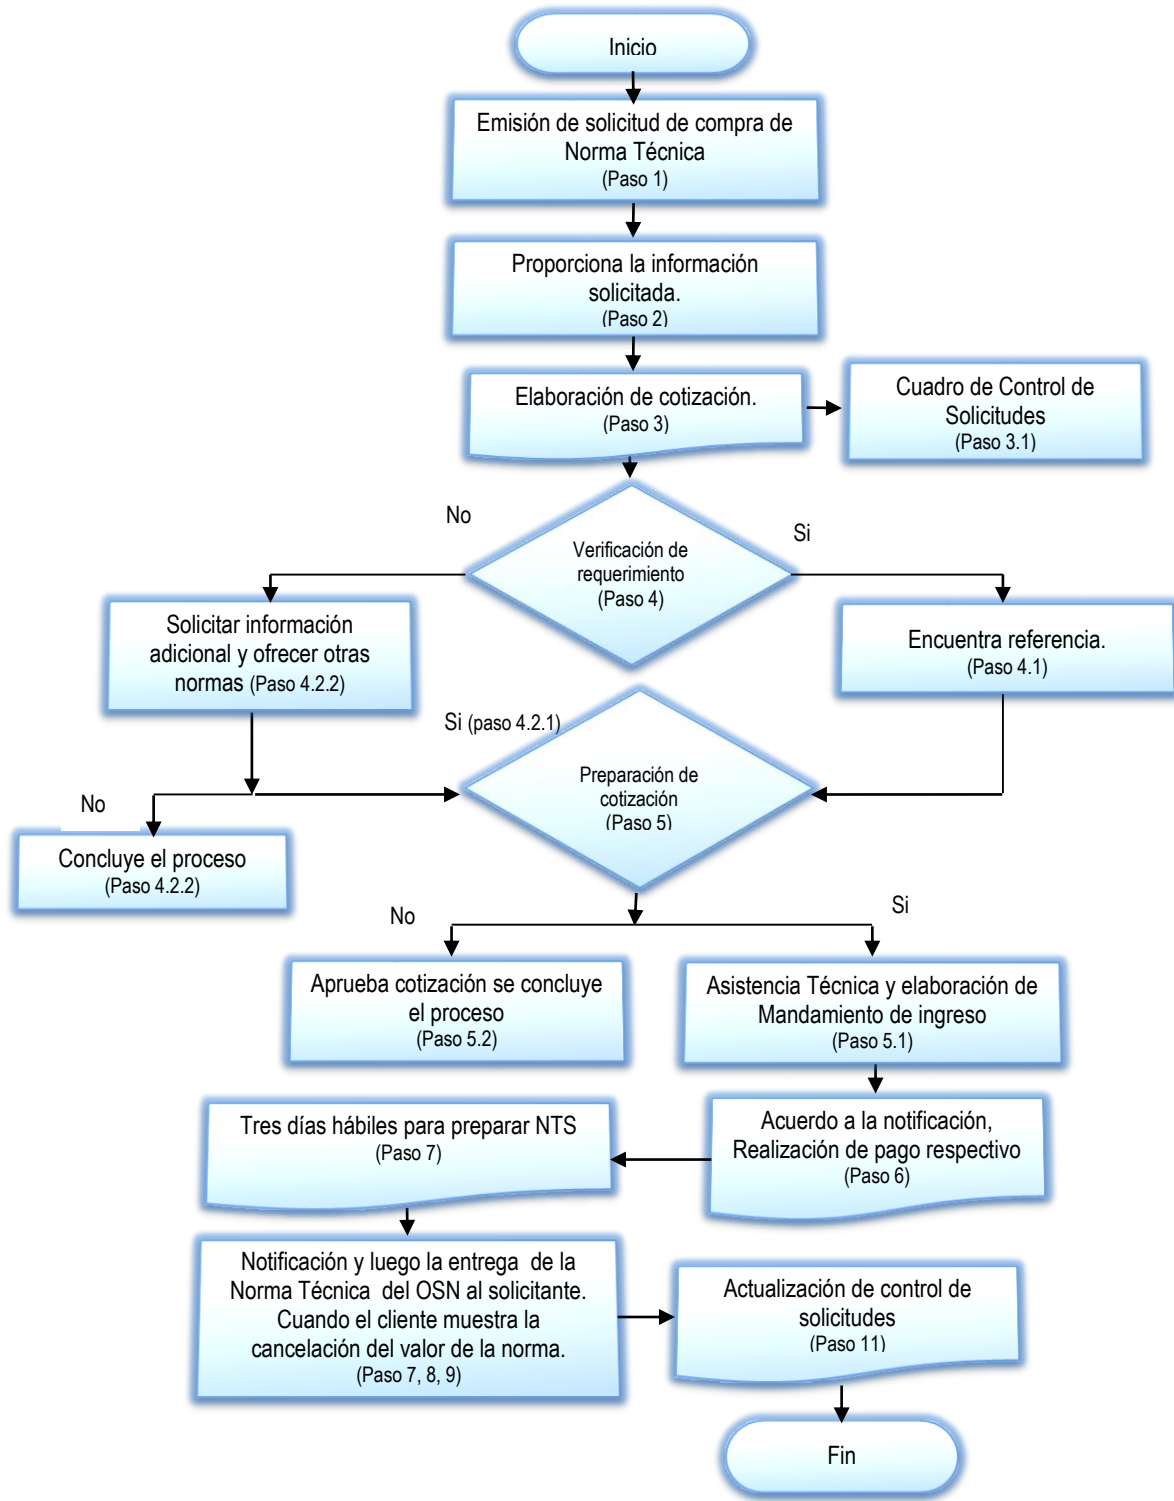 Inicio
Emisión de solicitud de compra de
Norma Técnica
(Paso 1)
Proporciona la información
solicitada.
(Paso 2)
Elaboración de cotización.
(Paso 3)
Cuadro de Control de
Solicitudes
(Paso 3.1)
No
Si
Verificación de
requerimiento
(Paso 4)
Solicitar información
adicional y ofrecer otras
normas (Paso 4.2.2)
Encuentra referencia.
(Paso 4.1)
Si (paso 4.2.1)
Preparación de
cotización
(Paso 5)
No
Concluye el proceso
(Paso 4.2.2)
No
Si
Aprueba cotización se concluye
el proceso
(Paso 5.2)
Asistencia Técnica y elaboración de
Mandamiento de ingreso
(Paso 5.1)
Acuerdo a la notificación,
Realización de pago respectivo
(Paso 6)
Tres días hábiles para preparar NTS
(Paso 7)
Notificación y luego la entrega de la
Norma Técnica del OSN al solicitante.
Cuando el cliente muestra la
cancelación del valor de la norma.
(Paso 7, 8, 9)
Actualización de control de
solicitudes
(Paso 11)
Fin